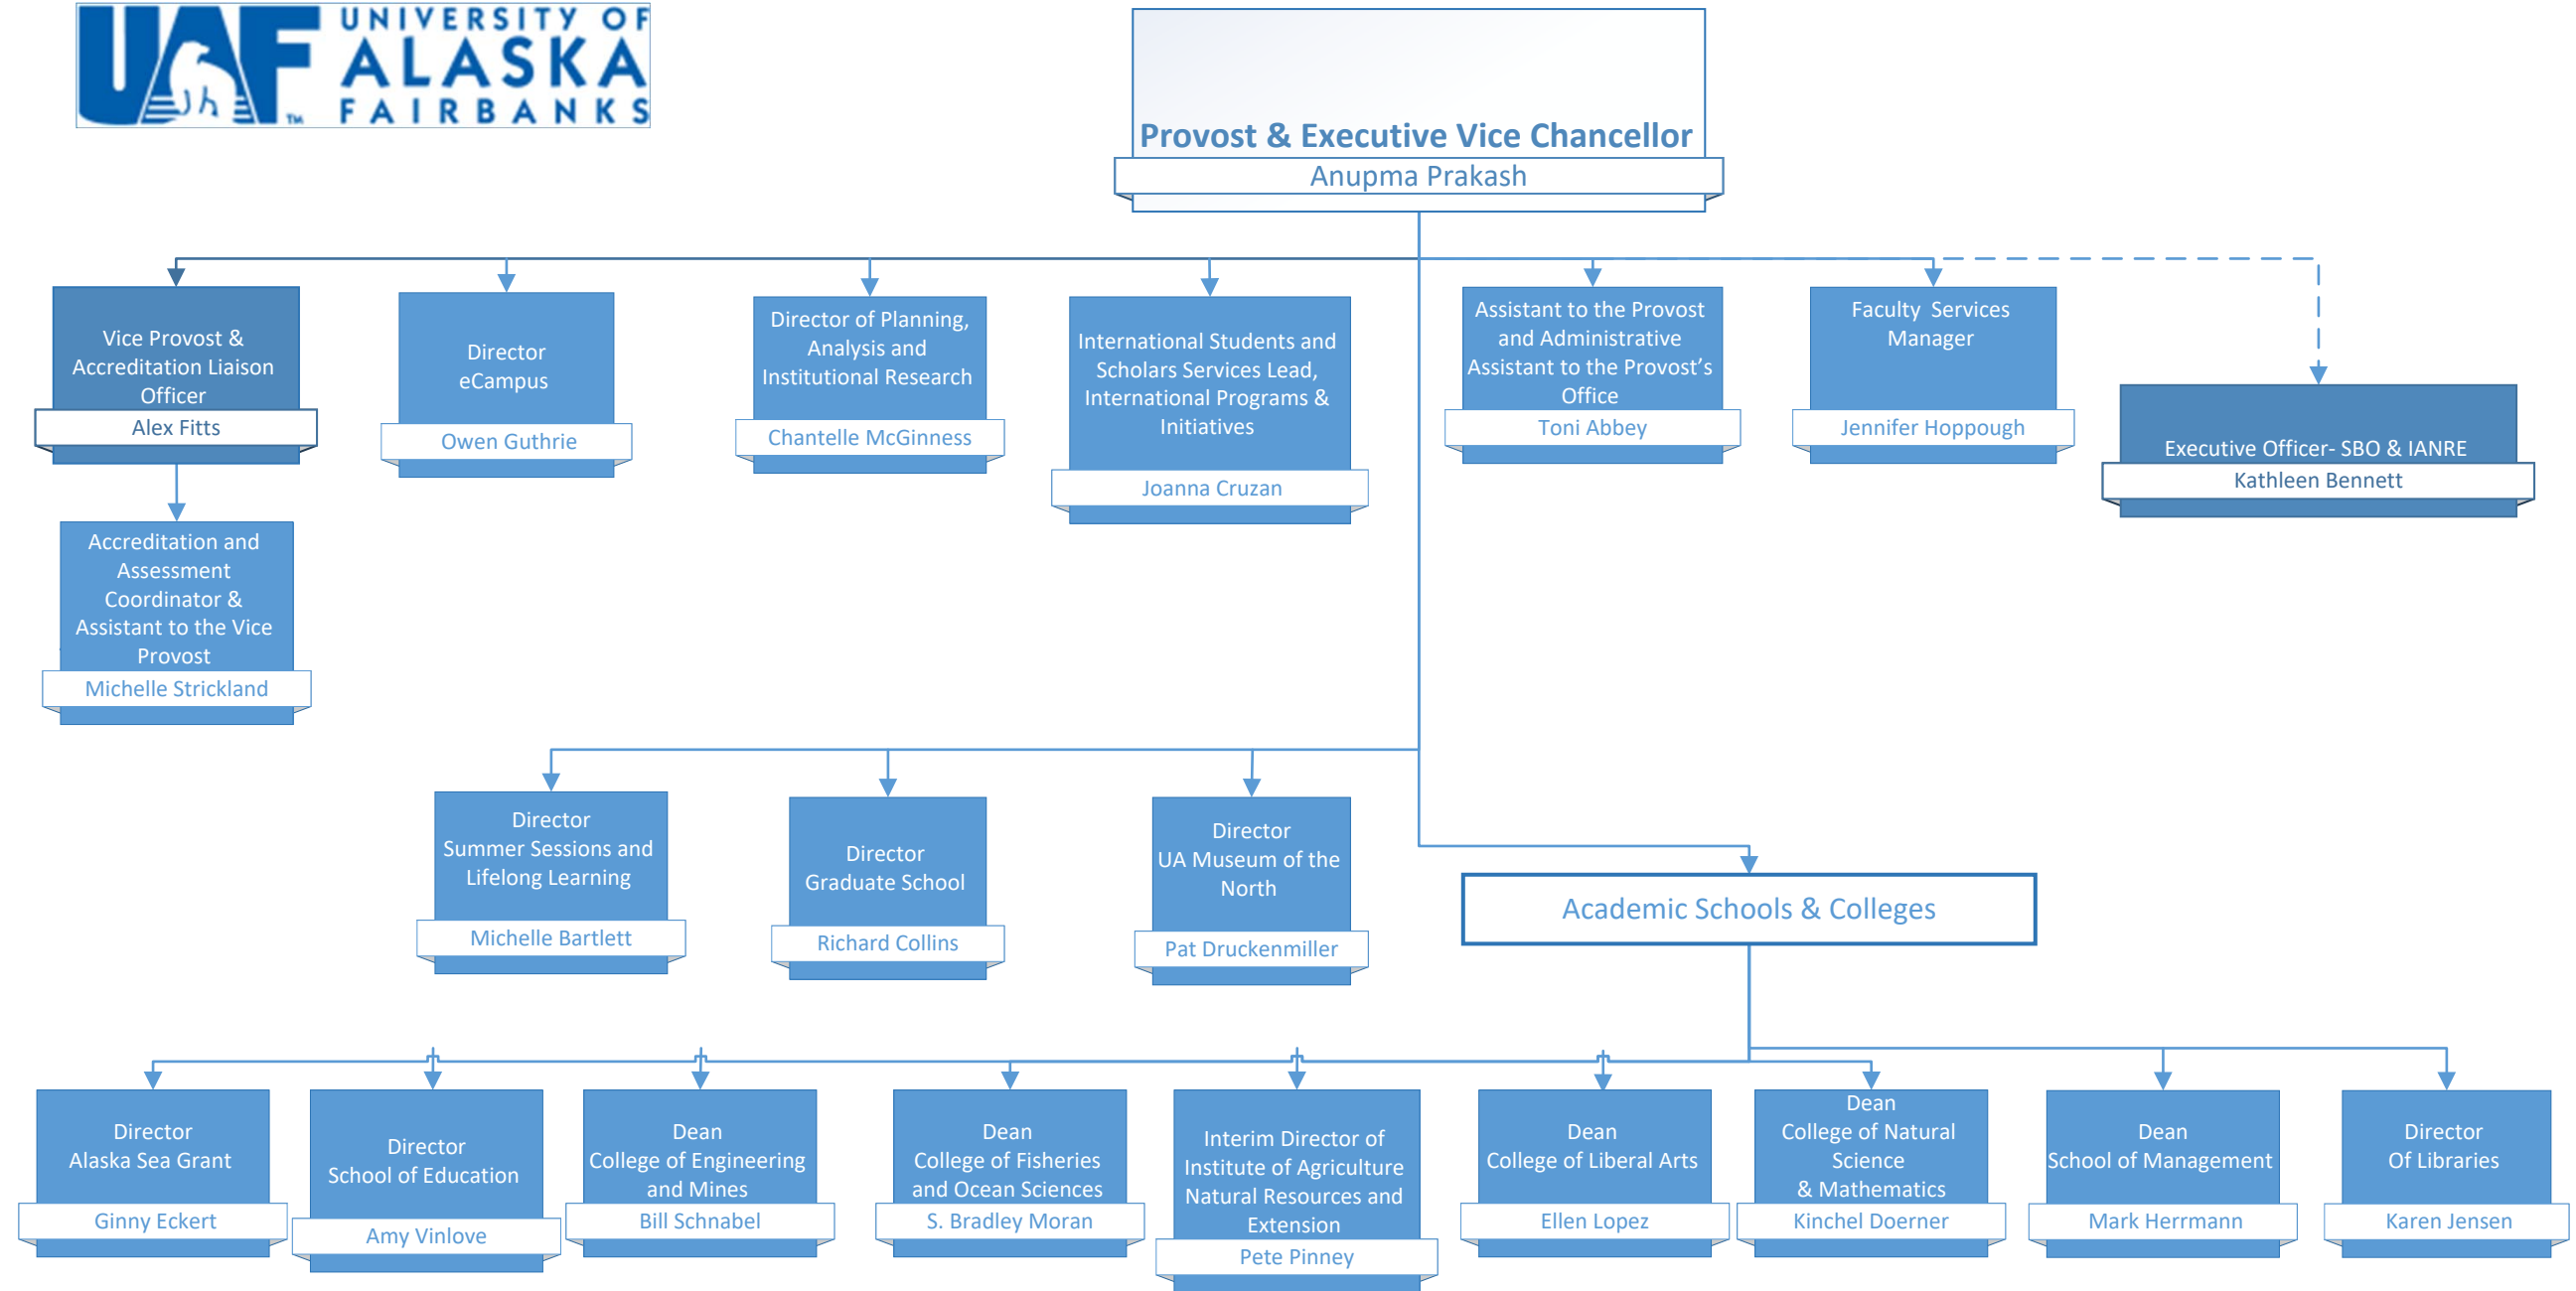 UAF
UNIVERSITY OF
ALASKA
FAIRBANKS
TM
Provost & Executive Vice Chancellor
Anupma Prakash
Vice Provost &
Accreditation Liaison
Officer
Alex Fitts
Director
eCampus
Owen Guthrie
Director of Planning,
Analysis and
Institutional Research
Chantelle McGinness
International Students and
Scholars Services Lead,
International Programs &
Initiatives
Joanna Cruzan
Assistant to the Provost
and Administrative
Assistant to the Provost's
Office
Toni Abbey
Faculty Services
Manager
Jennifer Hoppough
Executive Officer- SBO & IANRE
Kathleen Bennett
Accreditation and
Assessment
Coordinator &
Assistant to the Vice
Provost
Michelle Strickland
Director
Summer Sessions and
Lifelong Learning
Michelle Bartlett
Director
Graduate School
Richard Collins
Director
UA Museum of the
North
Pat Druckenmiller
Academic Schools & Colleges
Director
Alaska Sea Grant
Ginny Eckert
Director
School of Education
Amy Vinlove
Dean
College of Engineering
and Mines
Bill Schnabel
Dean
College of Fisheries
and Ocean Sciences
S. Bradley Moran
Interim Director of
Institute of Agriculture
Natural Resources and
Extension
Pete Pinney
Dean
College of Liberal Arts
Ellen Lopez
Dean
College of Natural
Science
& Mathematics
Kinchel Doerner
Dean
School of Management
Mark Herrmann
Director
Of Libraries
Karen Jensen